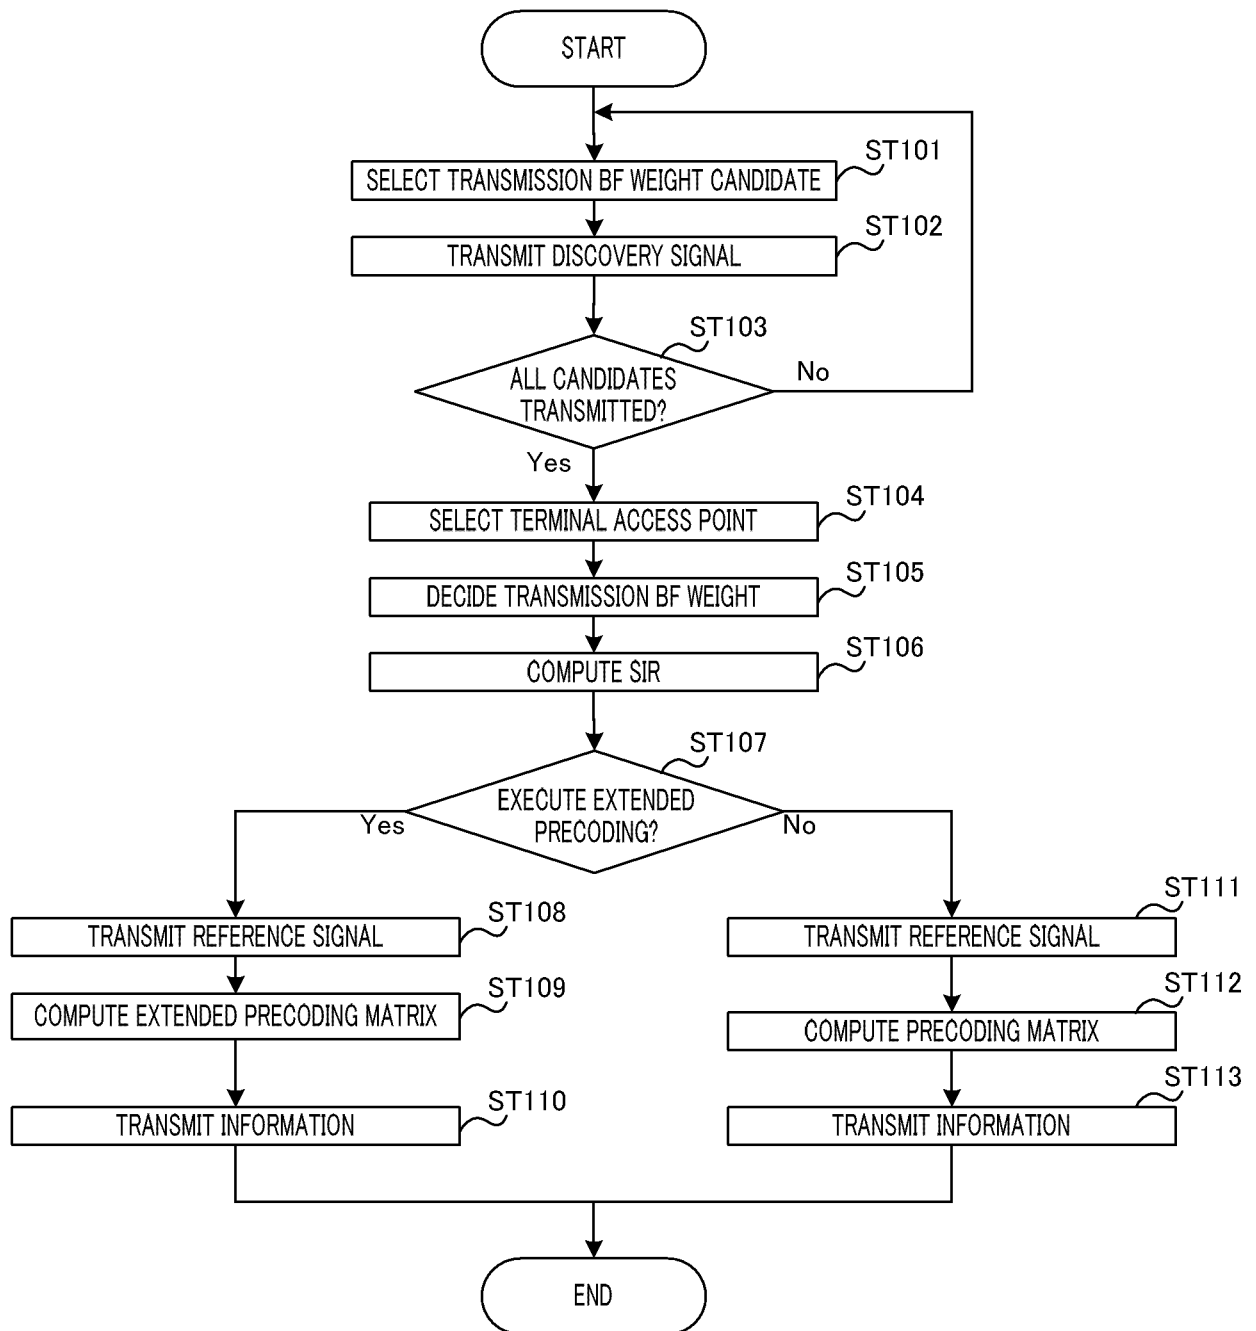 START
ST101
SELECT TRANSMISSION BF WEIGHT CANDIDATE
ST102
TRANSMIT DISCOVERY SIGNAL
ST103
ALL CANDIDATES
TRANSMITTED?
No
Yes
ST104
SELECT TERMINAL ACCESS POINT
ST105
DECIDE TRANSMISSION BF WEIGHT
ST106
COMPUTE SIR
ST107
EXECUTE EXTENDED
PRECODING?
Yes
No
ST108
TRANSMIT REFERENCE SIGNAL
ST109
COMPUTE EXTENDED PRECODING MATRIX
ST110
TRANSMIT INFORMATION
ST111
TRANSMIT REFERENCE SIGNAL
ST112
COMPUTE PRECODING MATRIX
ST113
TRANSMIT INFORMATION
END